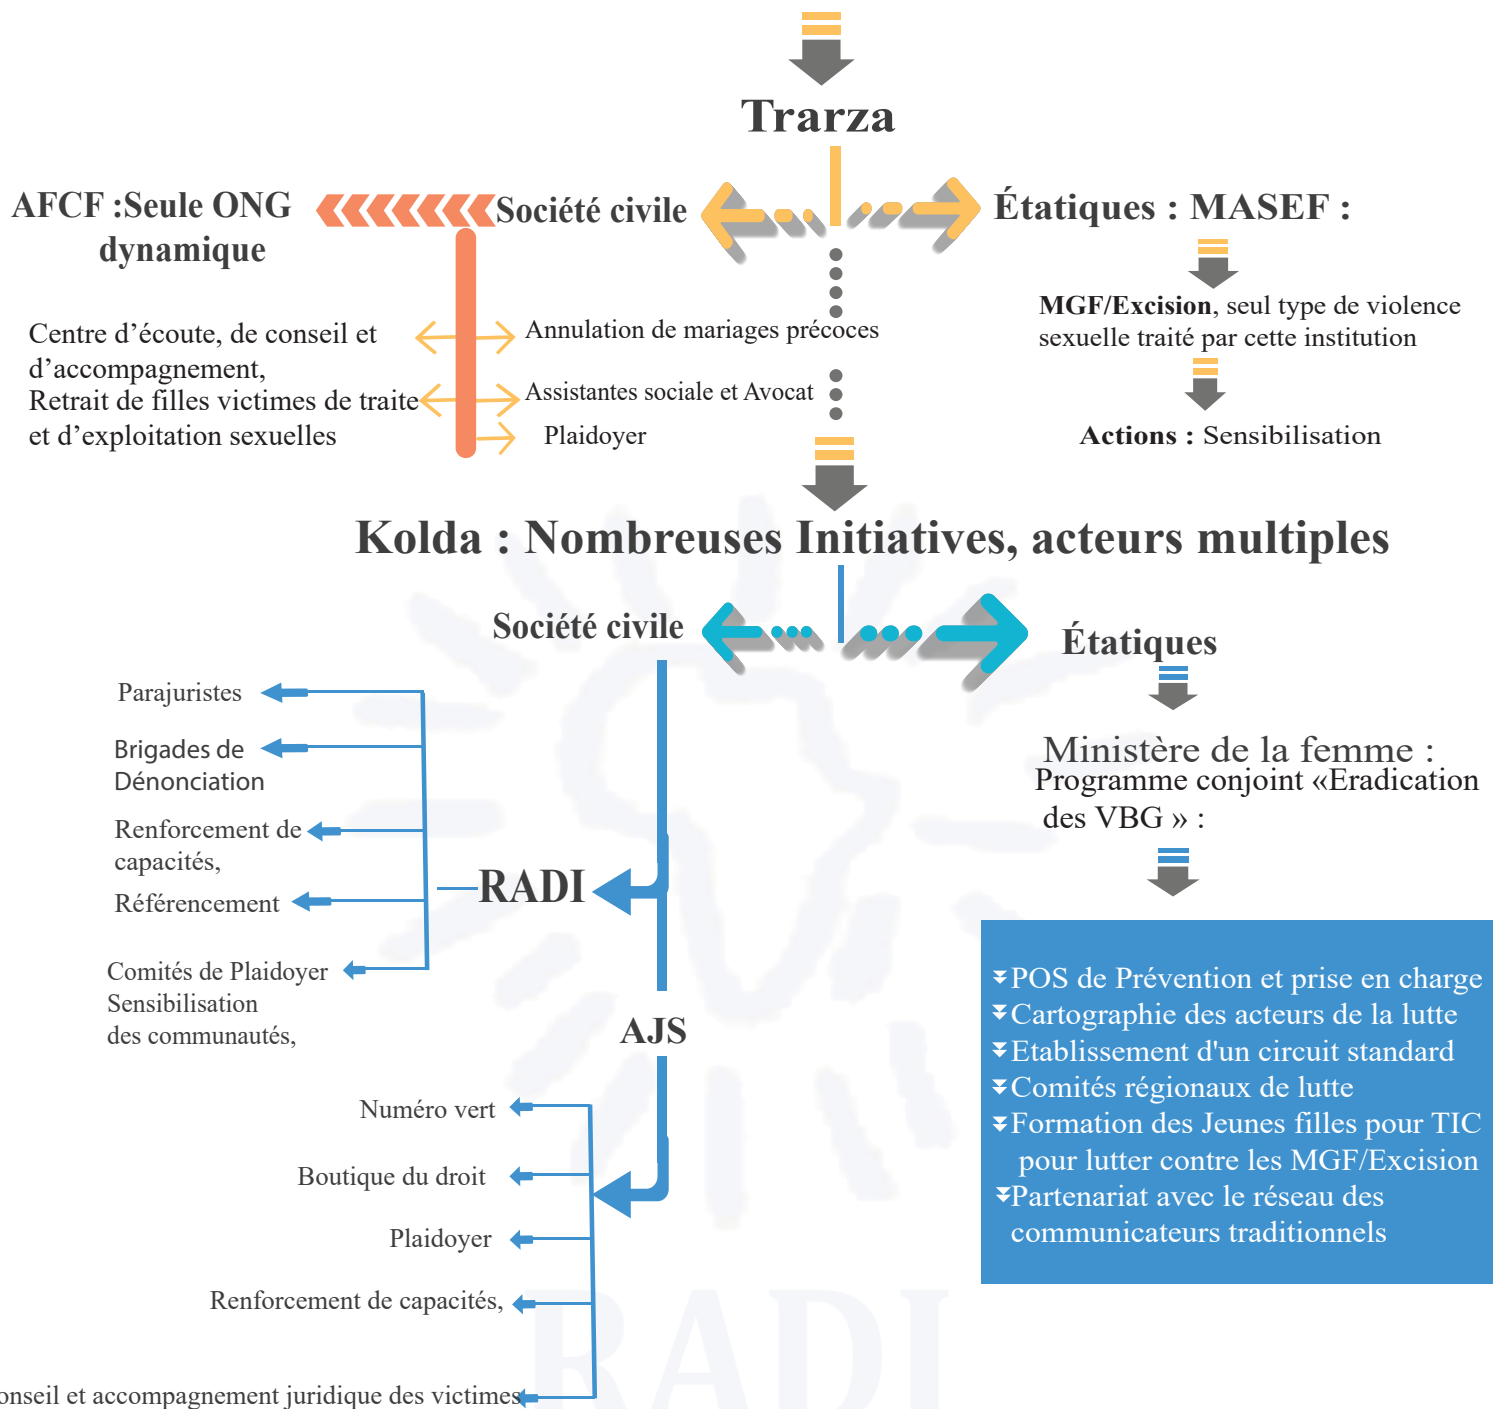 Trarza
AFCF :Seule ONG
dynamique
Société civile
Étatiques : MASEF :
MGF/Excision, seul type de violence
sexuelle traité par cette institution
Actions : Sensibilisation
Centre d’écoute, de conseil et
d’accompagnement,
Retrait de filles victimes de traite
et d’exploitation sexuelles
Annulation de mariages précoces
Assistantes sociale et Avocat
Plaidoyer
Kolda : Nombreuses Initiatives, acteurs multiples
Société civile
Étatiques
Parajuristes
Brigades de
Dénonciation
Renforcement de
capacités,
Référencement
Comités de Plaidoyer
Sensibilisation
des communautés,
RADI
AJS
Numéro vert
Boutique du droit
Plaidoyer
Renforcement de capacités,
onseil et accompagnement juridique des victimes
Ministère de la femme :
Programme conjoint «Eradication
des VBG » :
POS de Prévention et prise en charge
Cartographie des acteurs de la lutte
Etablissement d'un circuit standard
Comités régionaux de lutte
Formation des Jeunes filles pour TIC
pour lutter contre les MGF/Excision
Partenariat avec le réseau des
communicateurs traditionnels
RADI